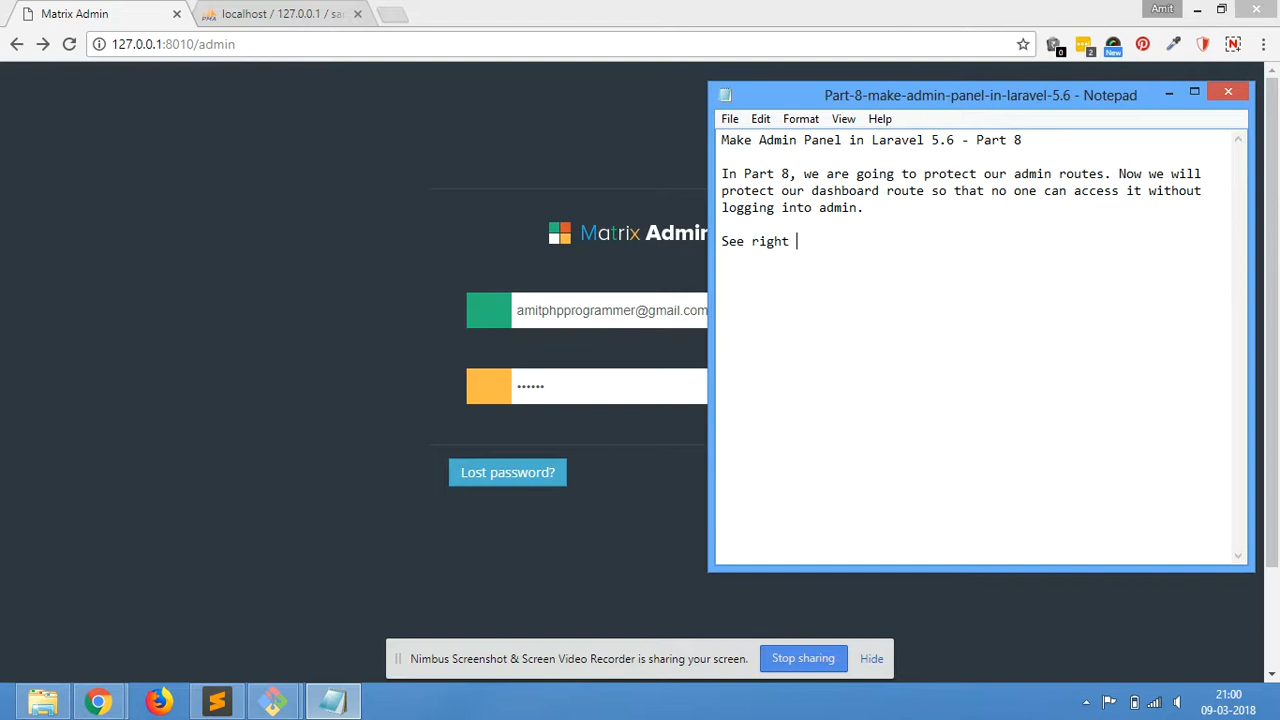 Matrix Admin
localhost / 127.0.0.1 / sar
Amit
127.0.0.1:8010/admin
0
2
New
Part-8-make-admin-panel-in-laravel-5.6 - Notepad
File Edit Format View Help
Make Admin Panel in Laravel 5.6 - Part 8
In Part 8, we are going to protect our admin routes. Now we will
protect our dashboard route so that no one can access it without
logging into admin.
See right
Matrix Admin
amitphpprogrammer@gmail.com
••••••
Lost password?
Nimbus Screenshot & Screen Video Recorder is sharing your screen.
Stop sharing
Hide
21:00
09-03-2018